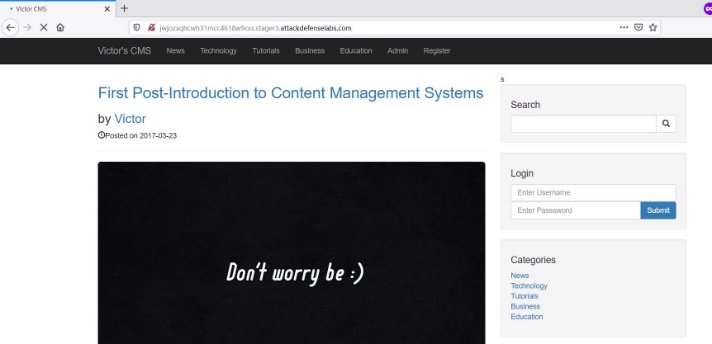 Victor CMS
.stager3.attackdefenselabs.com
Victor's CMS News Technology Tutorials Business Education Admin Register
First Post-Introduction to Content Management Systems
by Victor
Posted on 2017-03-23
Don't worry be :)
s
Search
Login
Enter Username
Enter Password Submit
Categories
News
Technology
Tutorials
Business
Education